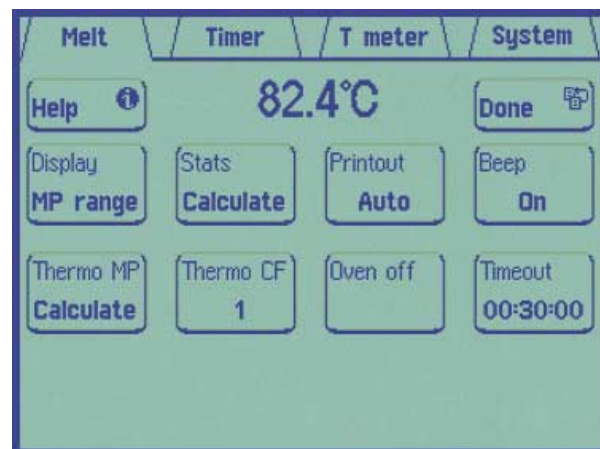 Melt Timer T meter System
Help 82.4°C Done
Display Stats Printout Beep
MP range Calculate Auto On
Thermo MP Thermo CF Oven off Timeout
Calculate 1 00:30:00